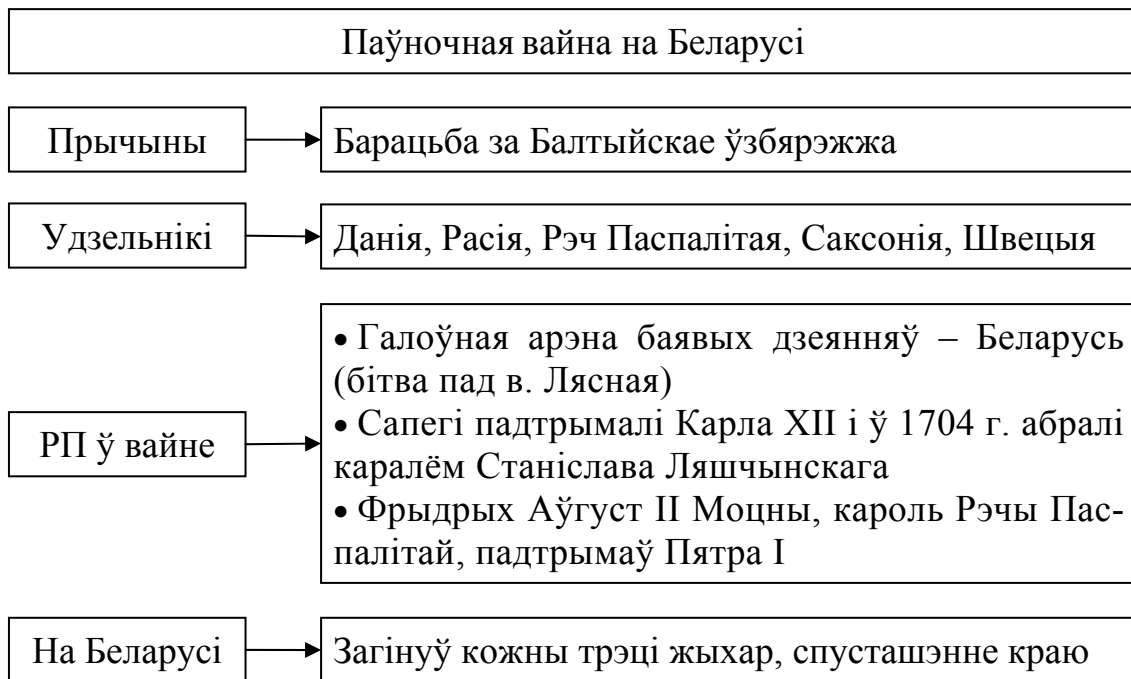 Паўночная вайна на Беларусі
Прычыны
Барацьба за Балтыйскае ўзбярэжжа
Удзельнікі
Данія, Расія, Рэч Паспалітая, Саксонія, Швецыя
РП ў вайне
• Галоўная арэна баявых дзеянняў – Беларусь
(бітва пад в. Лясная)
• Сапегі падтрымалі Карла XII і ў 1704 г. абралі
каралём Станіслава Ляшчынскага
• Фрыдрых Аўгуст II Моцны, кароль Рэчы Пас-
палітай, падтрымаў Пятра I
На Беларусі
Загінуў кожны трэці жыхар, спусташэнне краю